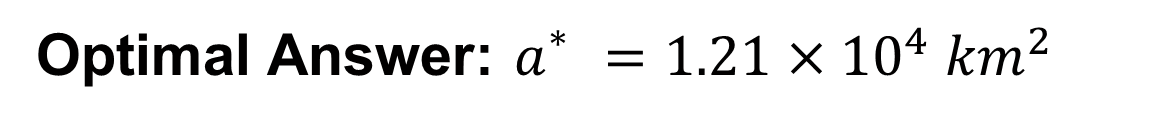 Optimal Answer: a* = 1.21 × 10⁴ km²